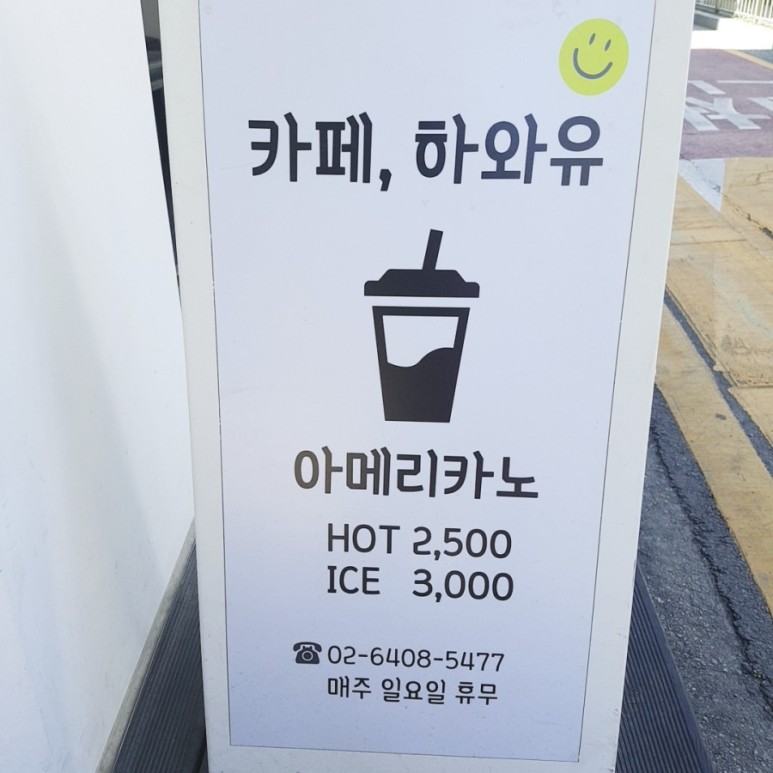 카페, 하와유
아메리카노
HOT 2,500
ICE 3,000
☎02-6408-5477
매주 일요일 휴무